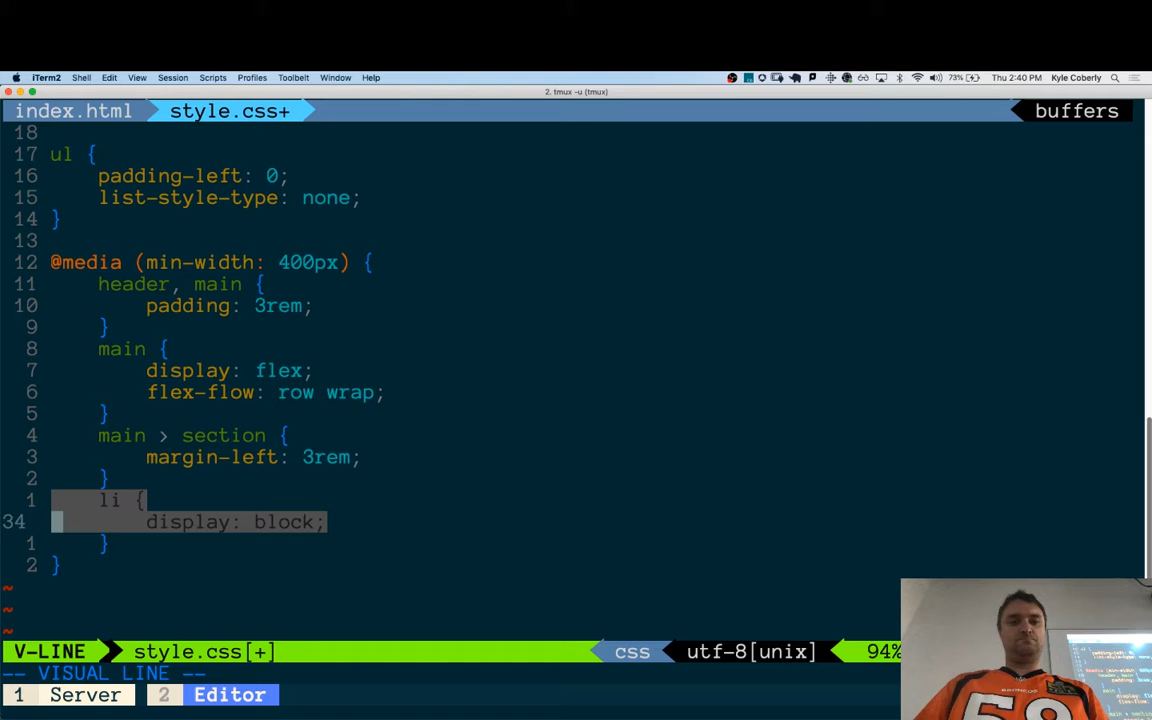 iTerm2 Shell Edit View Session Scripts Profiles Toolbelt Window Help 73% Thu 2:40 PM Kyle Coberly
2. tmux -u (tmux)
index.html style.css+ buffers
18
17 ul {
16 padding-left: 0;
15 list-style-type: none;
14 }
13
12 @media (min-width: 400px) {
11 header, main {
10 padding: 3rem;
9 }
8 main {
7 display: flex;
6 flex-flow: row wrap;
5 }
4 main > section {
3 margin-left: 3rem;
2 }
1 li {
34 display: block;
1 }
2 }
~
~
~
V-LINE style.css[+] css utf-8[unix] 94%
-- VISUAL LINE --
1 Server 2 Editor
BRONCOS
58